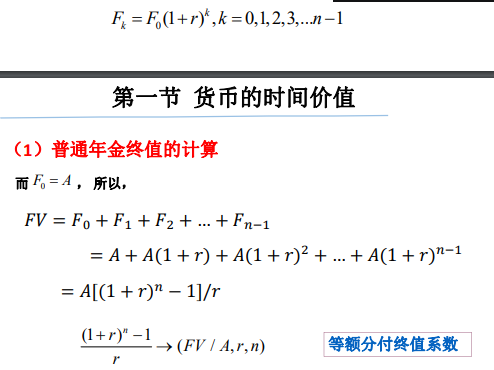 F_k = F_0(1+r)^k, k = 0,1,2,3,...n−1
第一节 货币的时间价值
（1）普通年金终值的计算
而 F_0 = A ，所以，
FV = F_0 + F_1 + F_2 + … + F_{n−1}
= A + A(1 + r) + A(1 + r)^2 + … + A(1 + r)^{n−1}
= A[(1 + r)^n − 1]/r
\frac{(1+r)^n −1}{r} → (FV / A,r,n) 等额分付终值系数